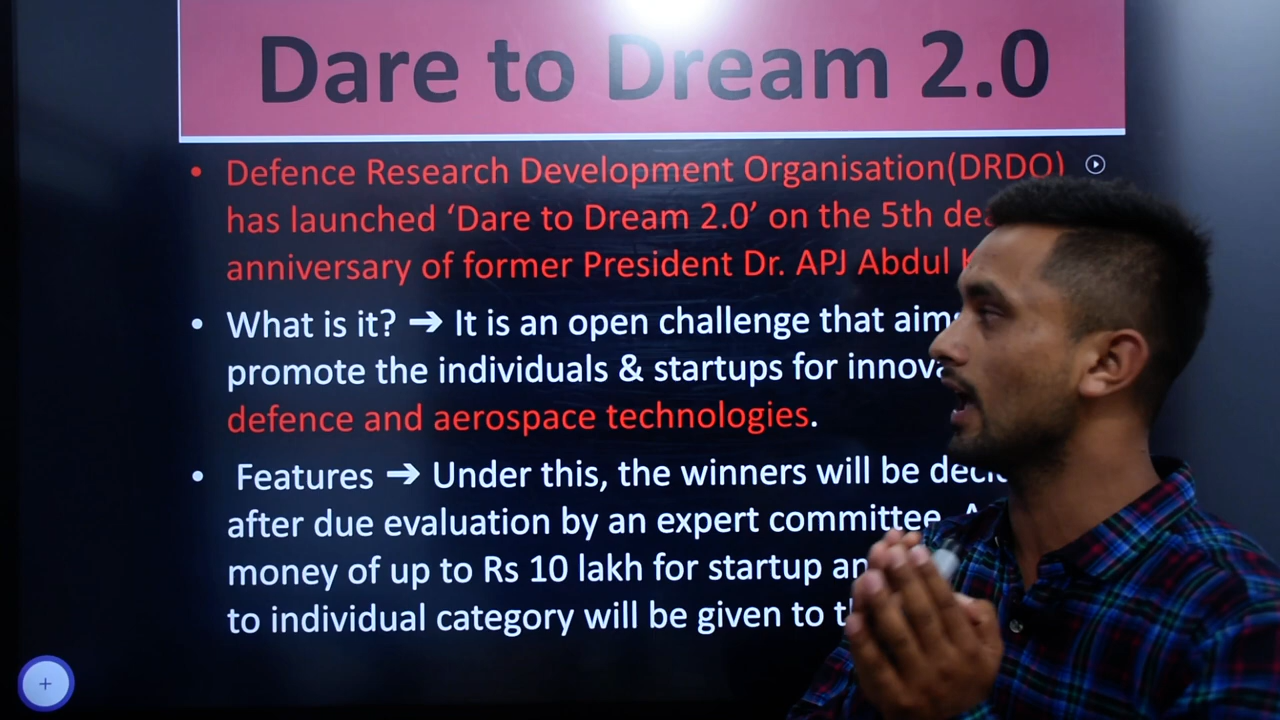 Dare to Dream 2.0
• Defence Research Development Organisation(DRDO)
has launched ‘Dare to Dream 2.0’ on the 5th
anniversary of former President Dr. APJ Abdul
• What is it? ➔ It is an open challenge that
promote the individuals & startups for
defence and aerospace technologies.
• Features ➔ Under this, the winners will be
after due evaluation by an expert committee.
money of up to Rs 10 lakh for startup
to individual category will be given to